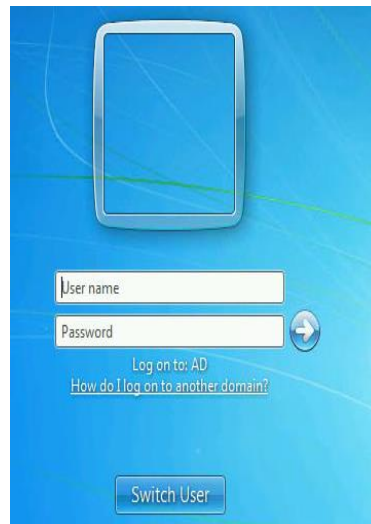 User name
Password
Log on to: AD
How do I log on to another domain?
Switch User